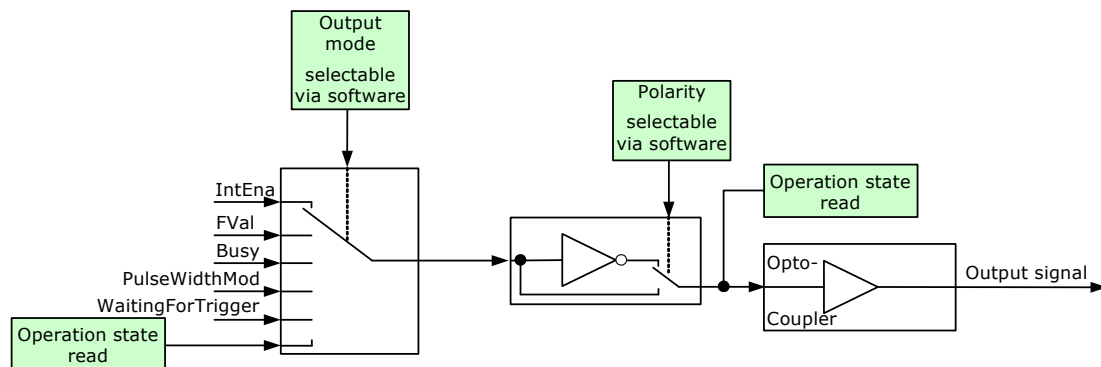 Output
mode
selectable
via software
Polarity
selectable
via software
IntEna
FVal
Busy
PulseWidthMod
WaitingForTrigger
Operation state
read
Operation state
read
Opto-
Coupler
Output signal